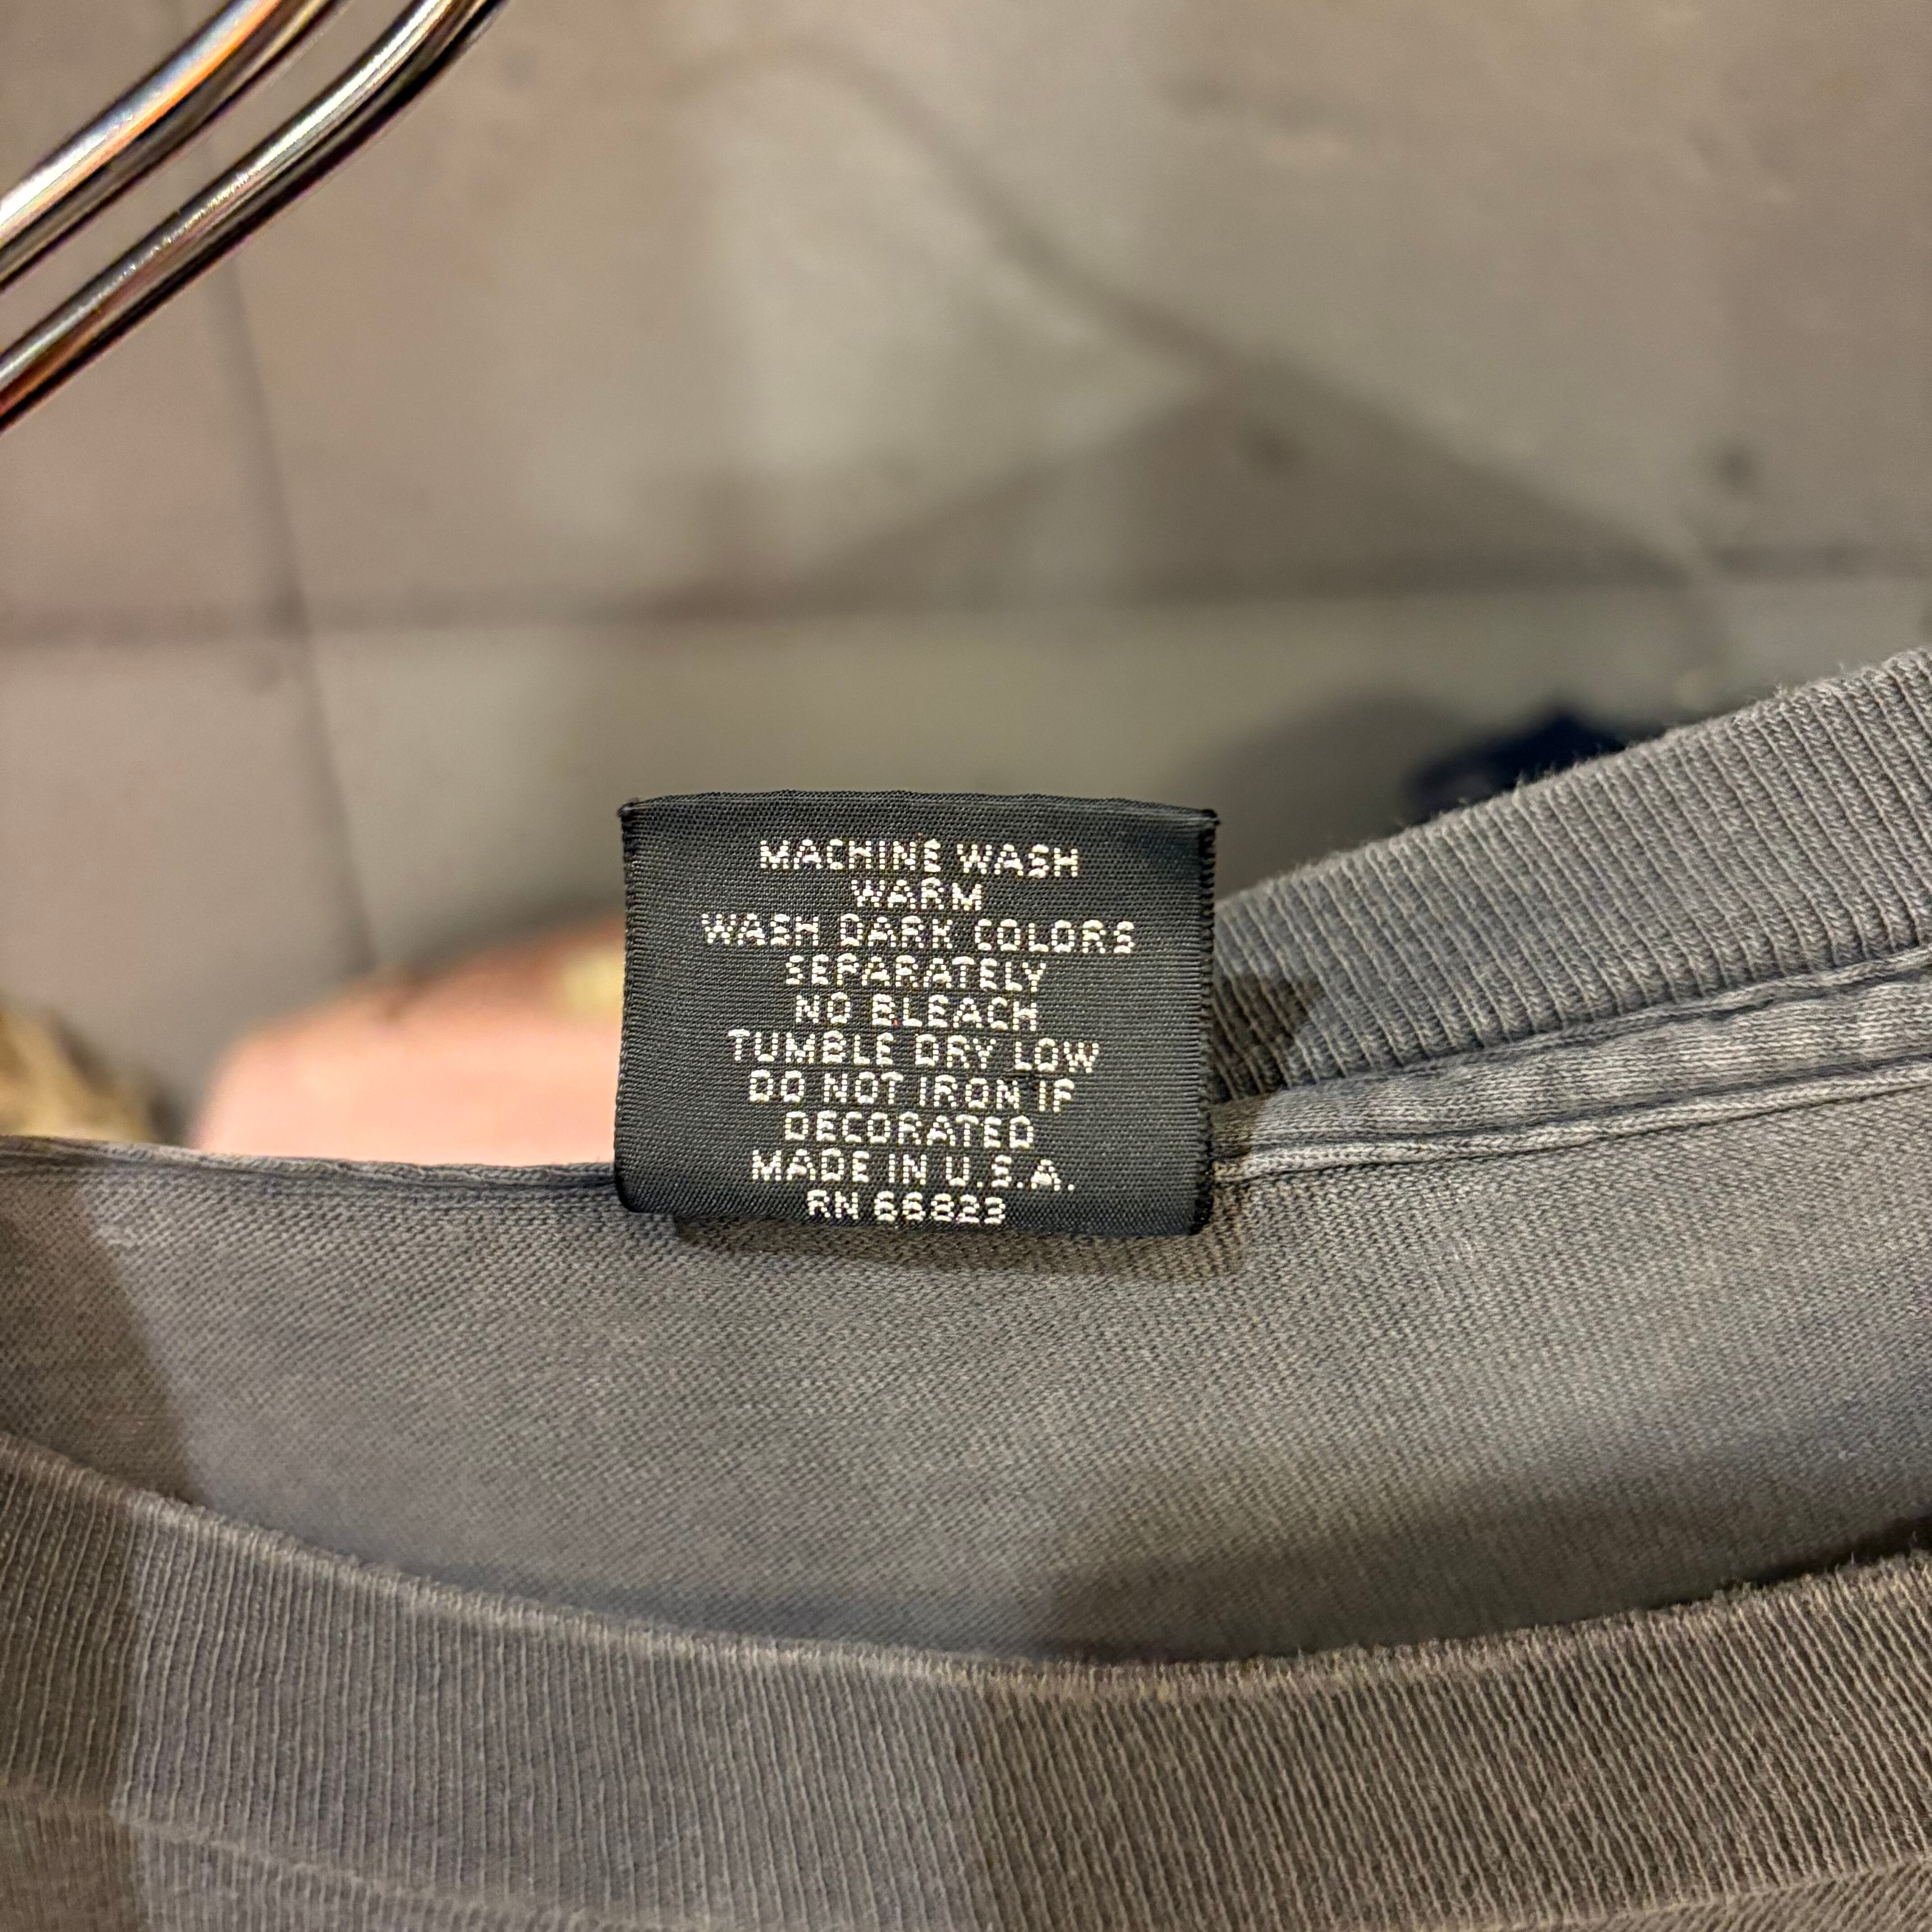 MACHINE WASH
WARM
WASH DARK COLORS
SEPARATELY
NO BLEACH
TUMBLE DRY LOW
DO NOT IRON IF
DECORATED
MADE IN U.S.A.
RN 66823